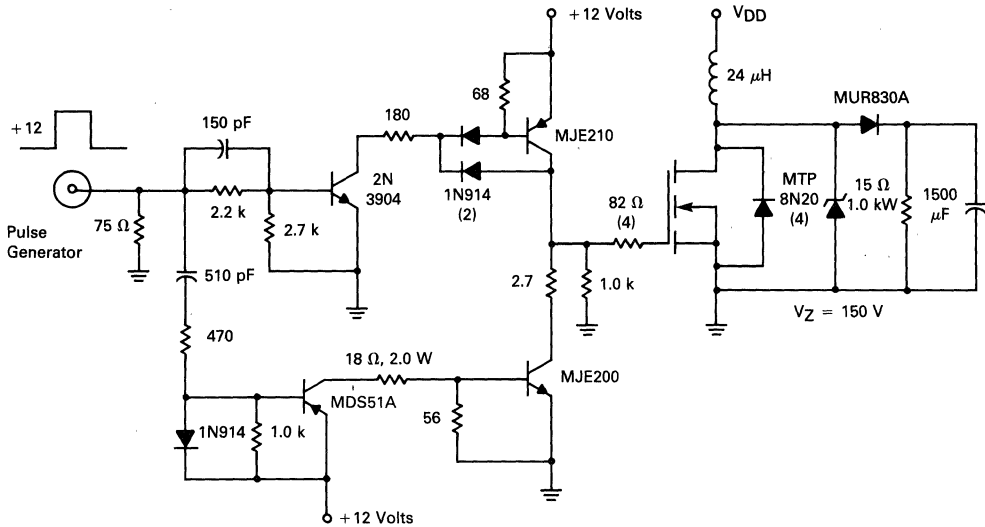 +12 Volts
VDD
24 μH
MUR830A
68
150 pF
180
MJE210
+12
2N
3904
1N914
(2)
MTP
8N20
(4)
15 Ω
1.0 kW
1500
μF
2.2 k
82 Ω
(4)
75 Ω
2.7 k
Pulse
Generator
510 pF
2.7
1.0 k
VZ = 150 V
470
18 Ω, 2.0 W
MJE200
MDS51A
1N914
1.0 k
56
+12 Volts